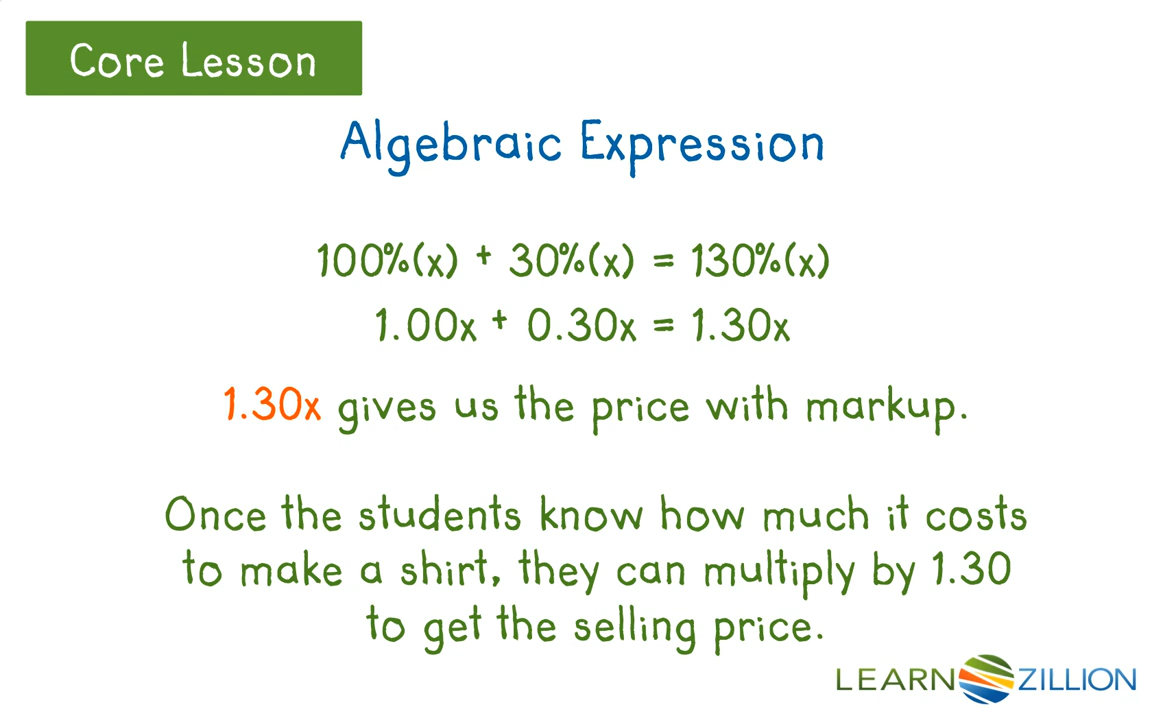 Core Lesson
Algebraic Expression
100%(x) + 30%(x) = 130%(x)
1.00x + 0.30x = 1.30x
1.30x gives us the price with markup.
Once the students know how much it costs
to make a shirt, they can multiply by 1.30
to get the selling price.
LEARN ZILLION